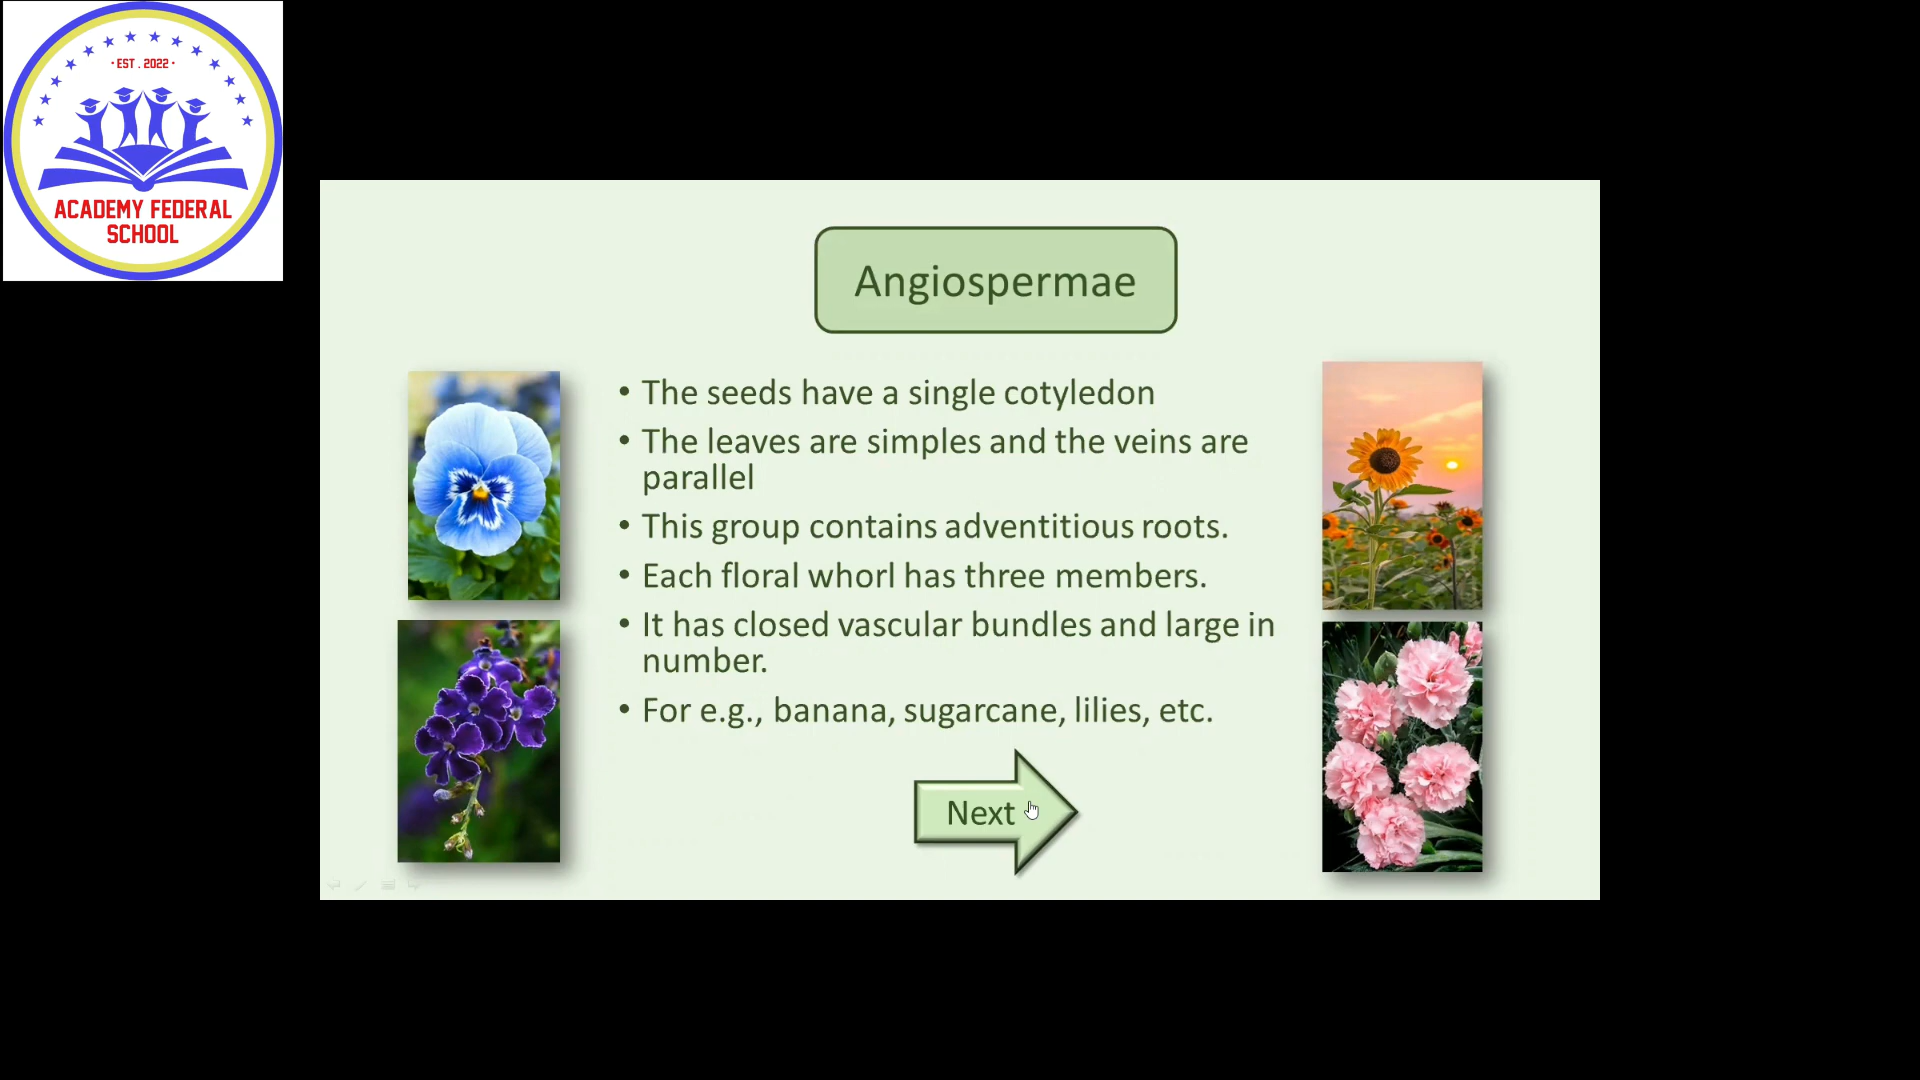 · EST . 2022 ·
ACADEMY FEDERAL
SCHOOL
Angiospermae
• The seeds have a single cotyledon
• The leaves are simples and the veins are
parallel
• This group contains adventitious roots.
• Each floral whorl has three members.
• It has closed vascular bundles and large in
number.
• For e.g., banana, sugarcane, lilies, etc.
Next